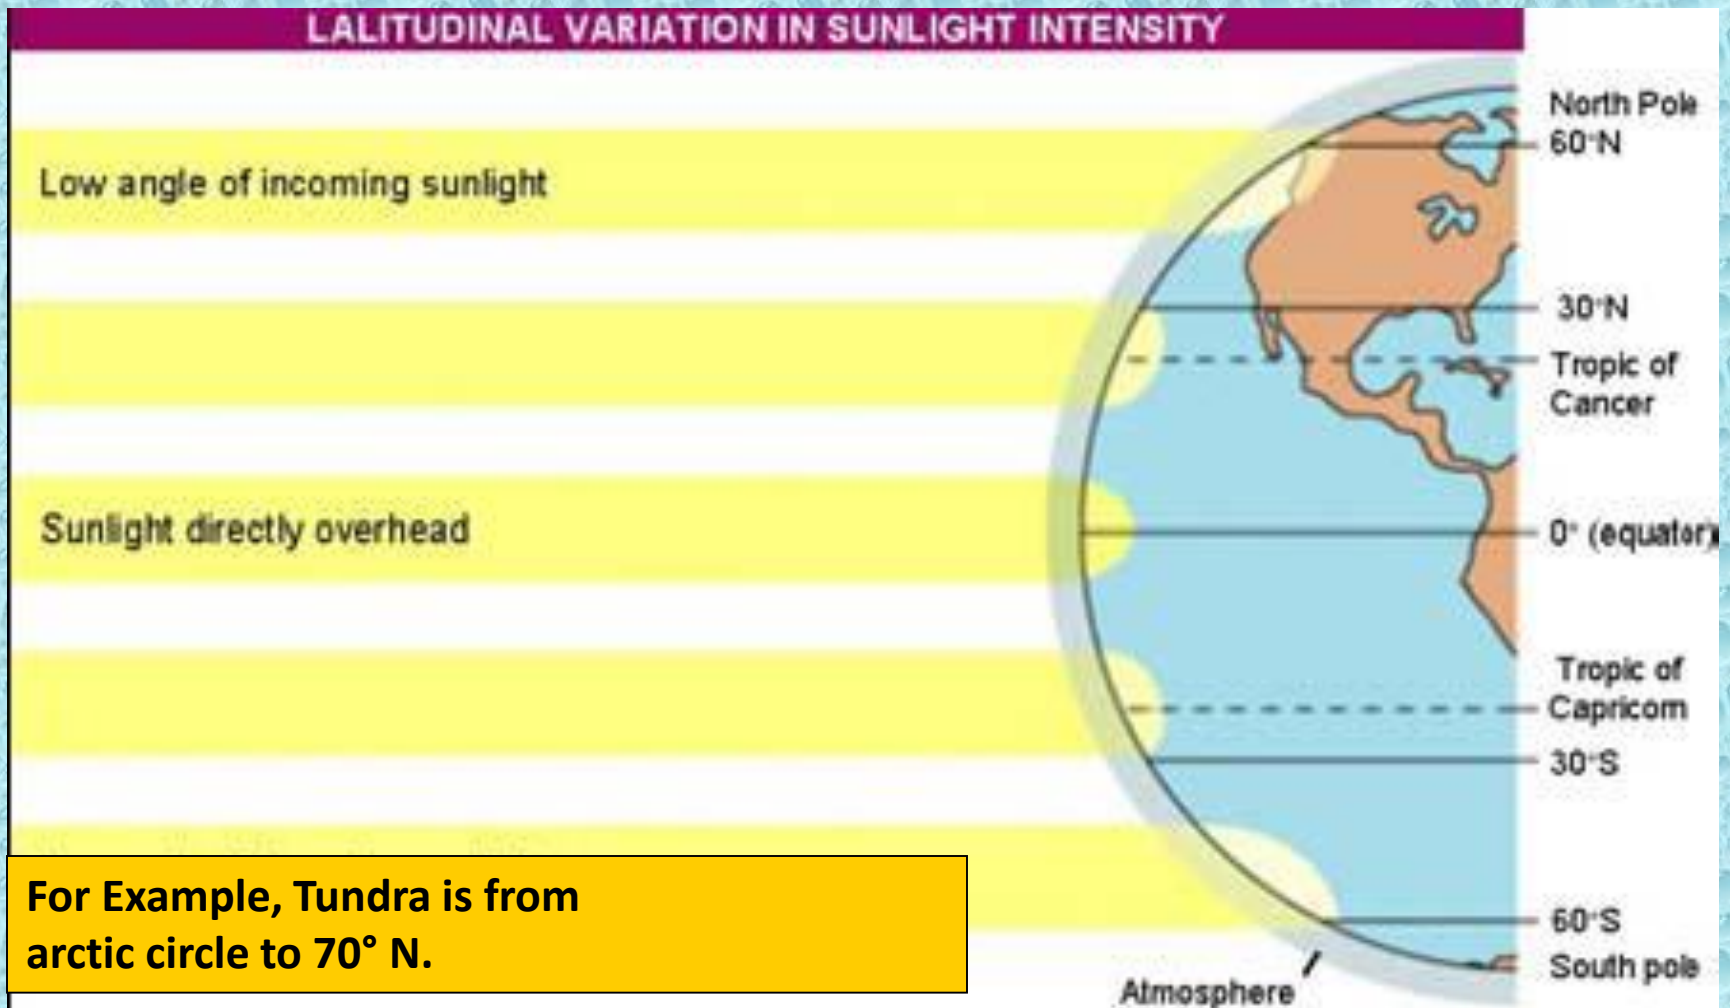 LALITUDINAL VARIATION IN SUNLIGHT INTENSITY
North Pole
60°N
Low angle of incoming sunlight
30°N
Tropic of
Cancer
Sunlight directly overhead
0° (equator)
Tropic of
Capricorn
30°S
For Example, Tundra is from
arctic circle to 70° N.
60°S
South pole
Atmosphere